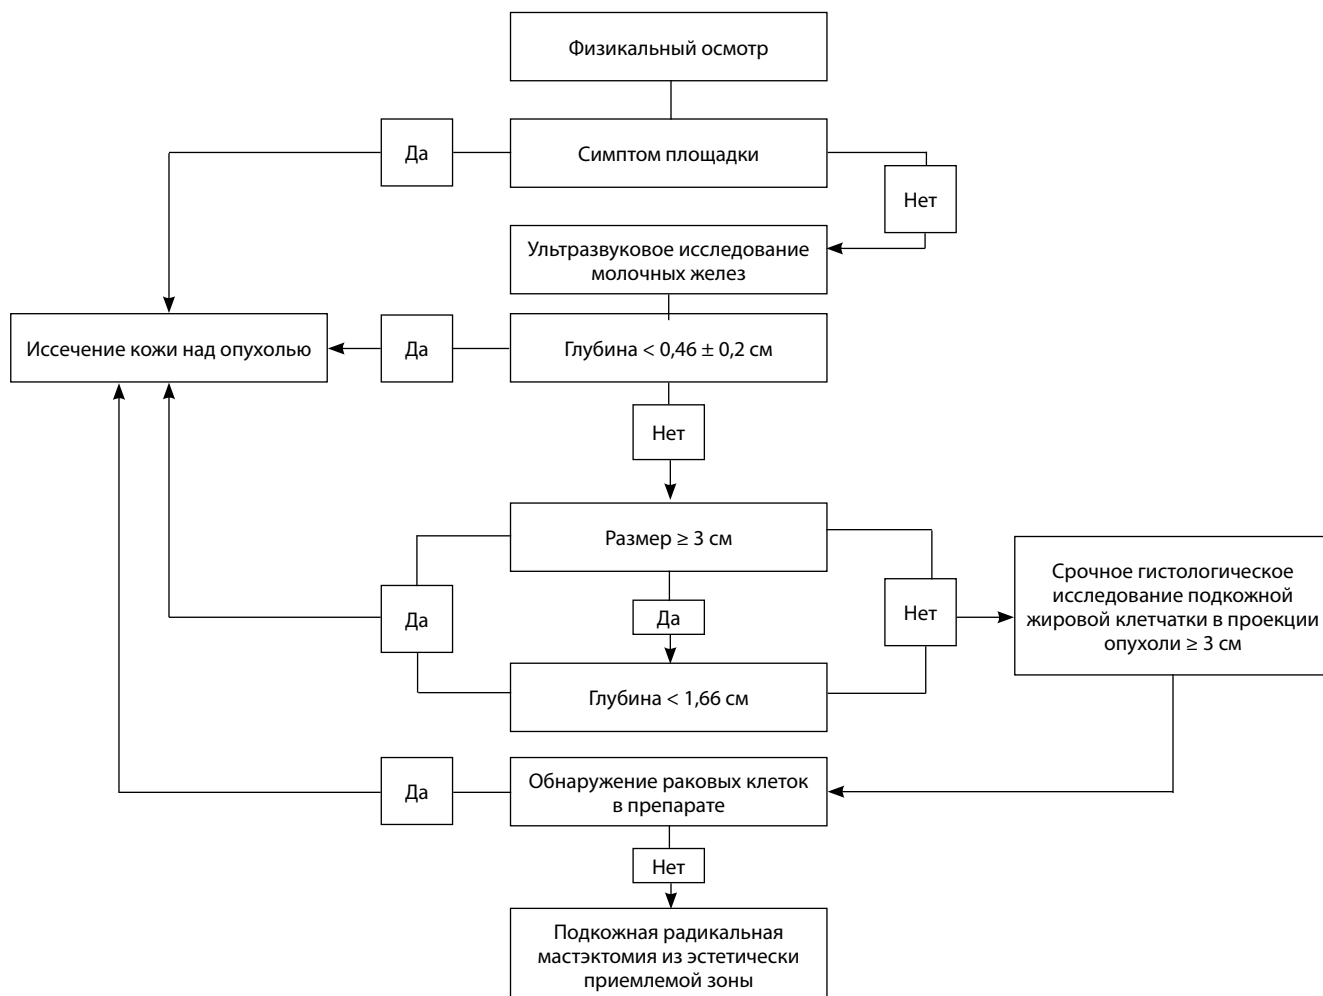 Физикальный осмотр
Да
Симптом площадки
Нет
Ультразвуковое исследование
молочных желез
Иссечение кожи над опухолью
Да
Глубина < 0,46 ± 0,2 см
Нет
Размер ≥ 3 см
Да
Да
Нет
Срочное гистологическое
исследование подкожной
жировой клетчатки в проекции
опухоли ≥ 3 см
Глубина < 1,66 см
Да
Обнаружение раковых клеток
в препарате
Нет
Подкожная радикальная
мастэктомия из эстетически
приемлемой зоны